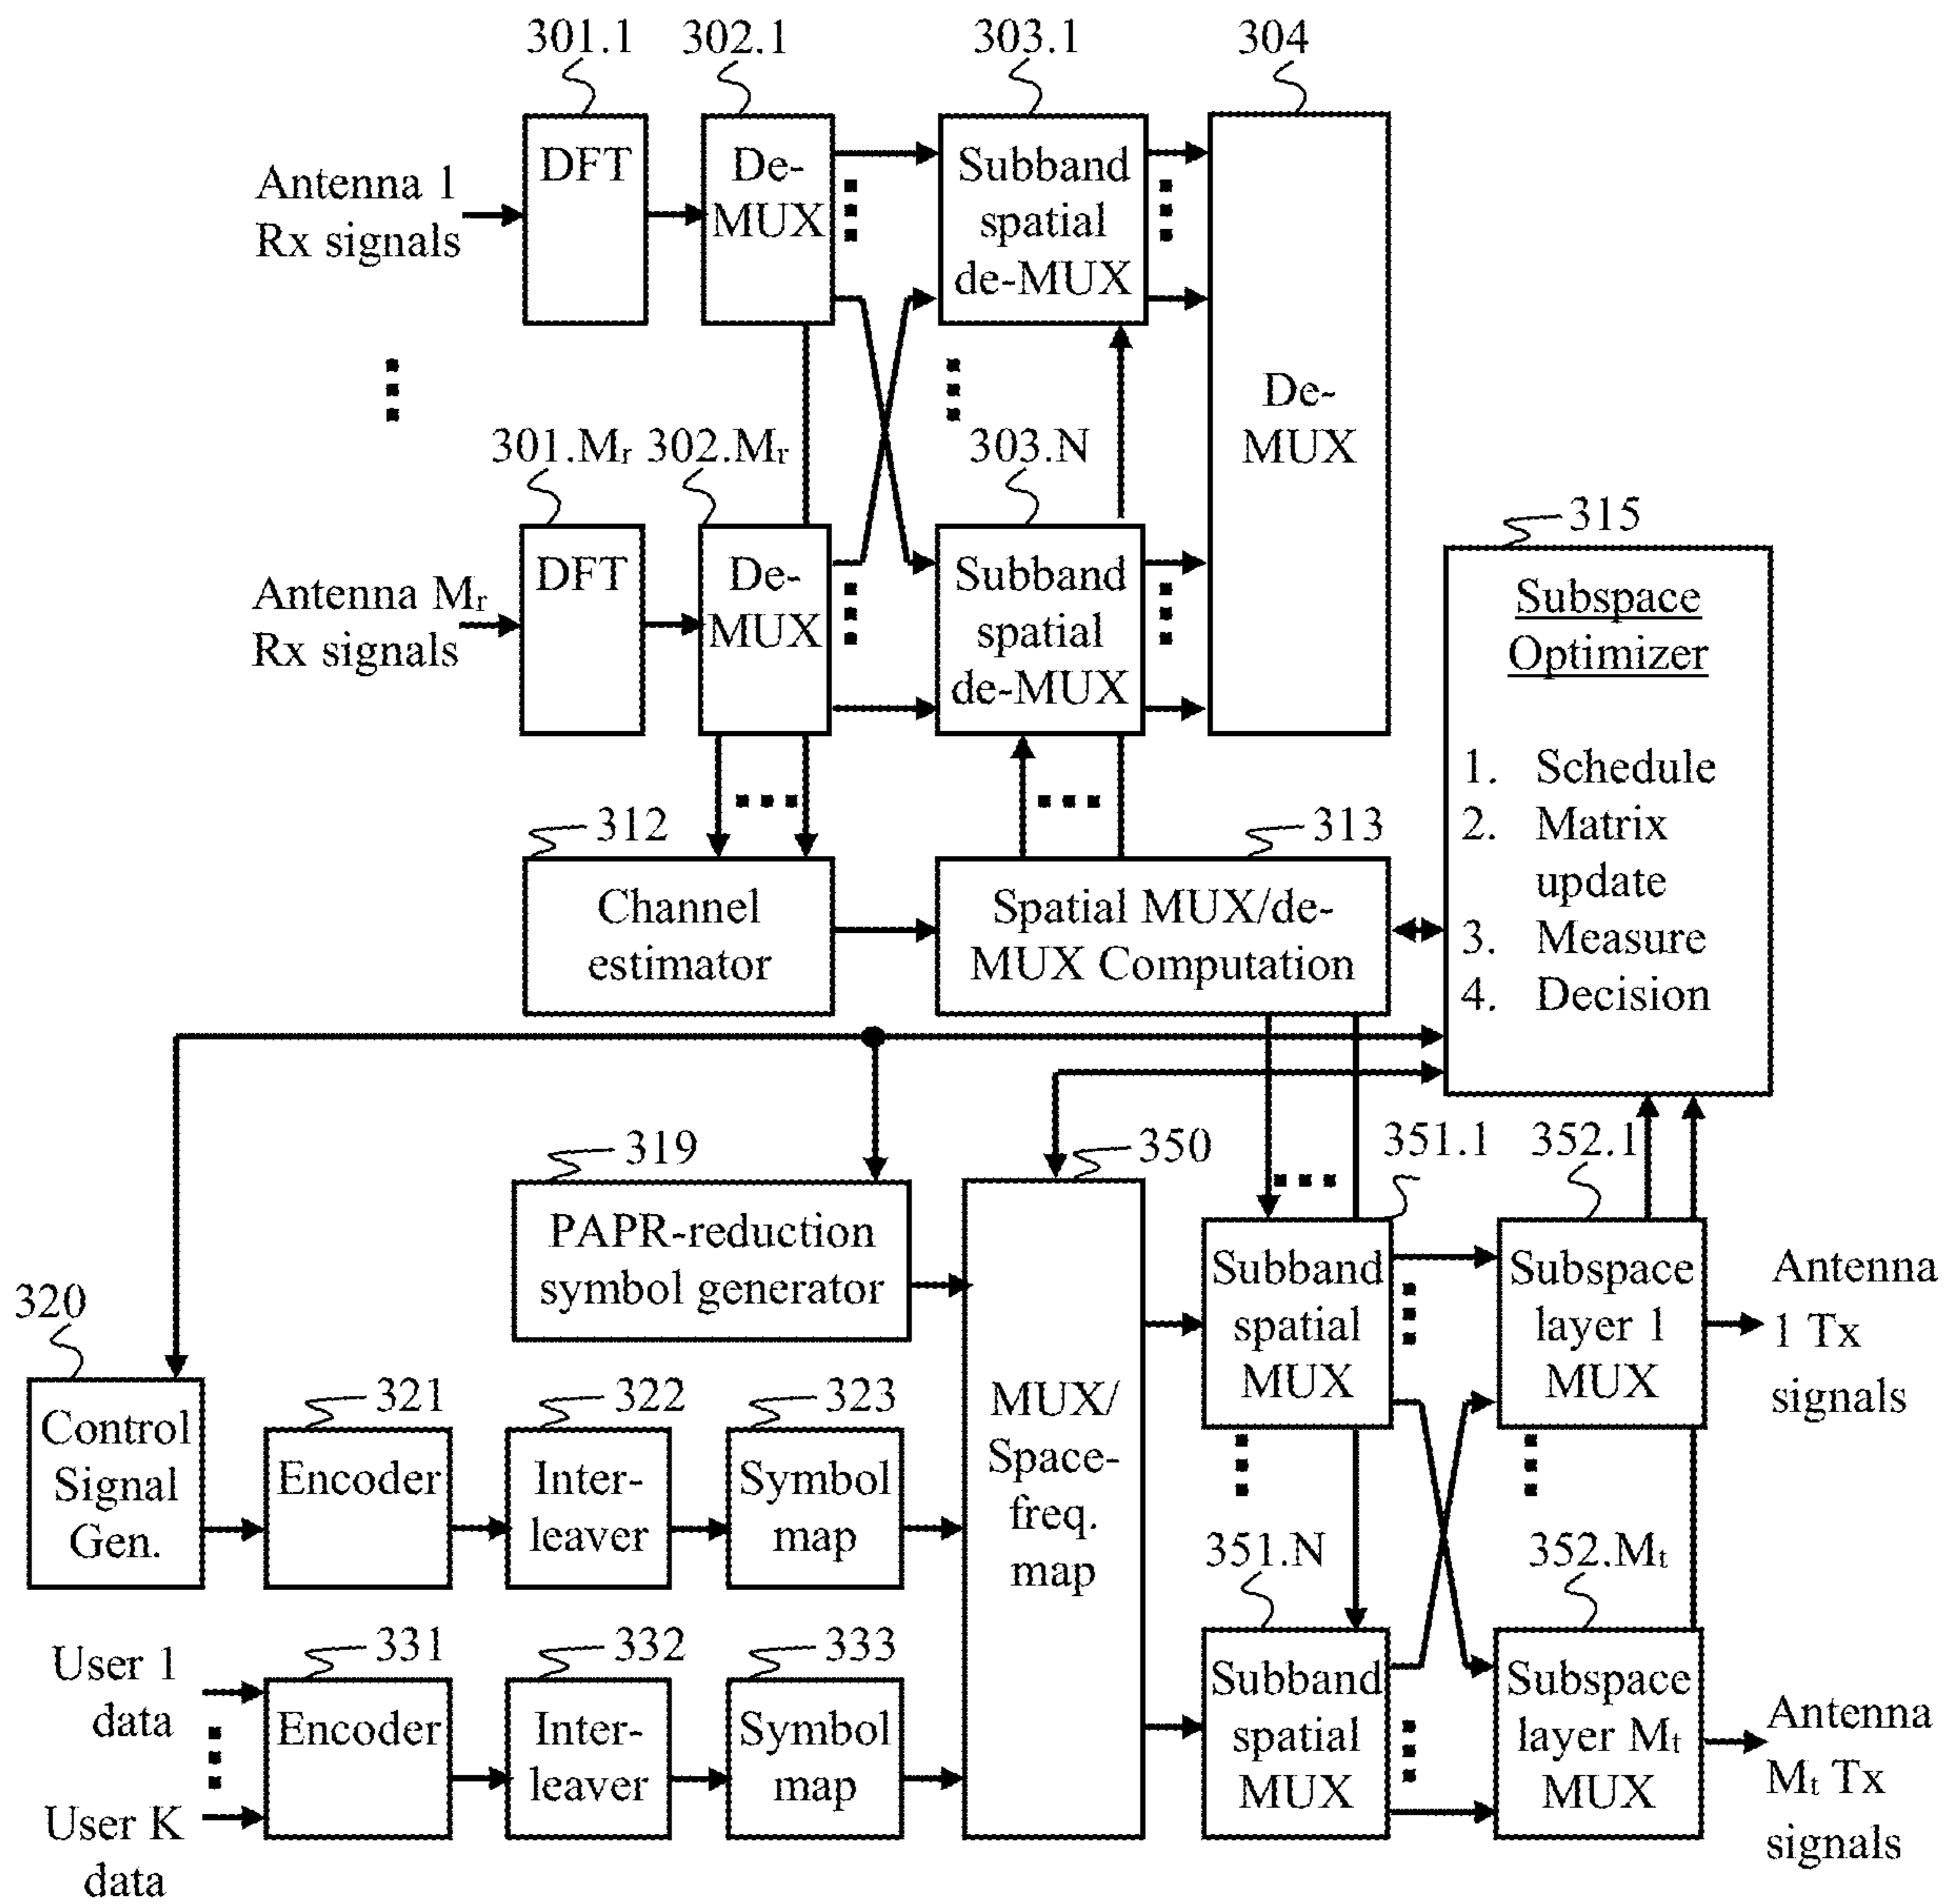 301.1
302.1
303.1
304
DFT
De-
MUX
Subband
spatial
de-MUX
De-
MUX
Antenna 1
Rx signals
301.Mr
302.Mr
303.N
DFT
De-
MUX
Subband
spatial
de-MUX
Antenna Mr
Rx signals
315
Subspace
Optimizer
1. Schedule
2. Matrix
update
3. Measure
4. Decision
312
313
Channel
estimator
Spatial MUX/de-
MUX Computation
319
350
351.1
352.1
PAPR-reduction
symbol generator
Subband
spatial
MUX
Subspace
layer 1
MUX
Antenna
1 Tx
signals
320
321
322
323
Control
Signal
Gen.
Encoder
Inter-
leaver
Symbol
map
MUX/
Space-
freq.
map
351.N
352.Mt
User 1
data
331
332
333
Encoder
Inter-
leaver
Symbol
map
Subband
spatial
MUX
Subspace
layer Mt
MUX
Antenna
Mt Tx
signals
User K
data